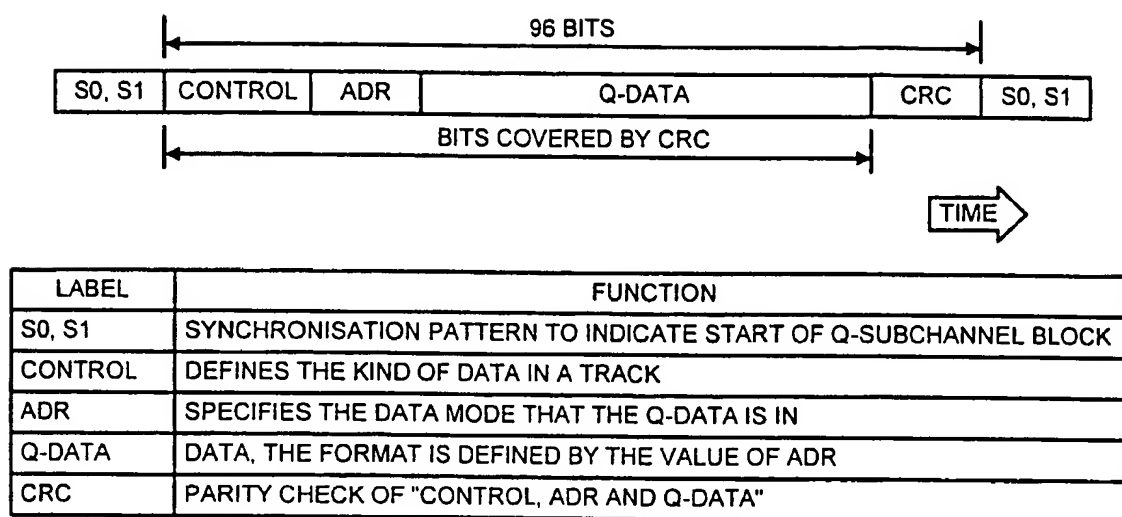 96 BITS
S0, S1 CONTROL ADR Q-DATA CRC S0, S1
BITS COVERED BY CRC
TIME
LABEL FUNCTION
S0, S1 SYNCHRONISATION PATTERN TO INDICATE START OF Q-SUBCHANNEL BLOCK
CONTROL DEFINES THE KIND OF DATA IN A TRACK
ADR SPECIFIES THE DATA MODE THAT THE Q-DATA IS IN
Q-DATA DATA, THE FORMAT IS DEFINED BY THE VALUE OF ADR
CRC PARITY CHECK OF "CONTROL, ADR AND Q-DATA"